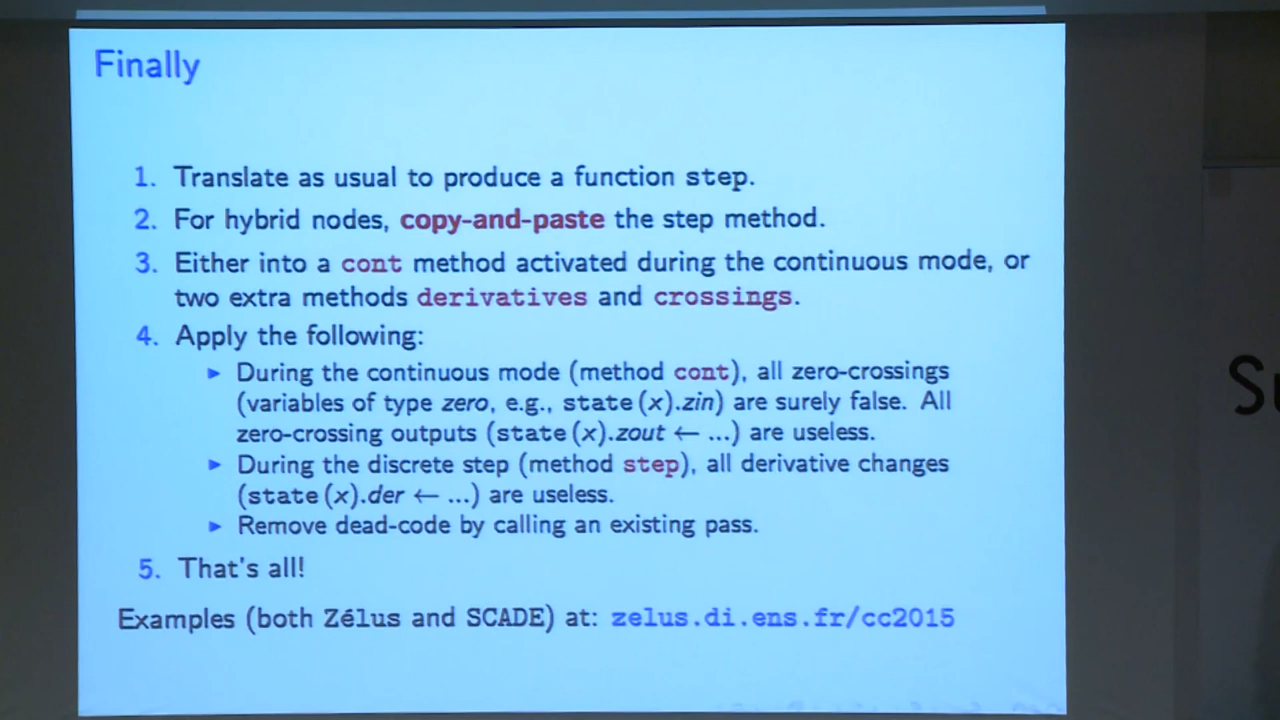 Finally
1. Translate as usual to produce a function step.
2. For hybrid nodes, copy-and-paste the step method.
3. Either into a cont method activated during the continuous mode, or
two extra methods derivatives and crossings.
4. Apply the following:
▶ During the continuous mode (method cont), all zero-crossings
(variables of type zero, e.g., state(x).zin) are surely false. All
zero-crossing outputs (state(x).zout ← ...) are useless.
▶ During the discrete step (method step), all derivative changes
(state(x).der ← ...) are useless.
▶ Remove dead-code by calling an existing pass.
5. That's all!
Examples (both Zélus and SCADE) at: zelus.di.ens.fr/cc2015